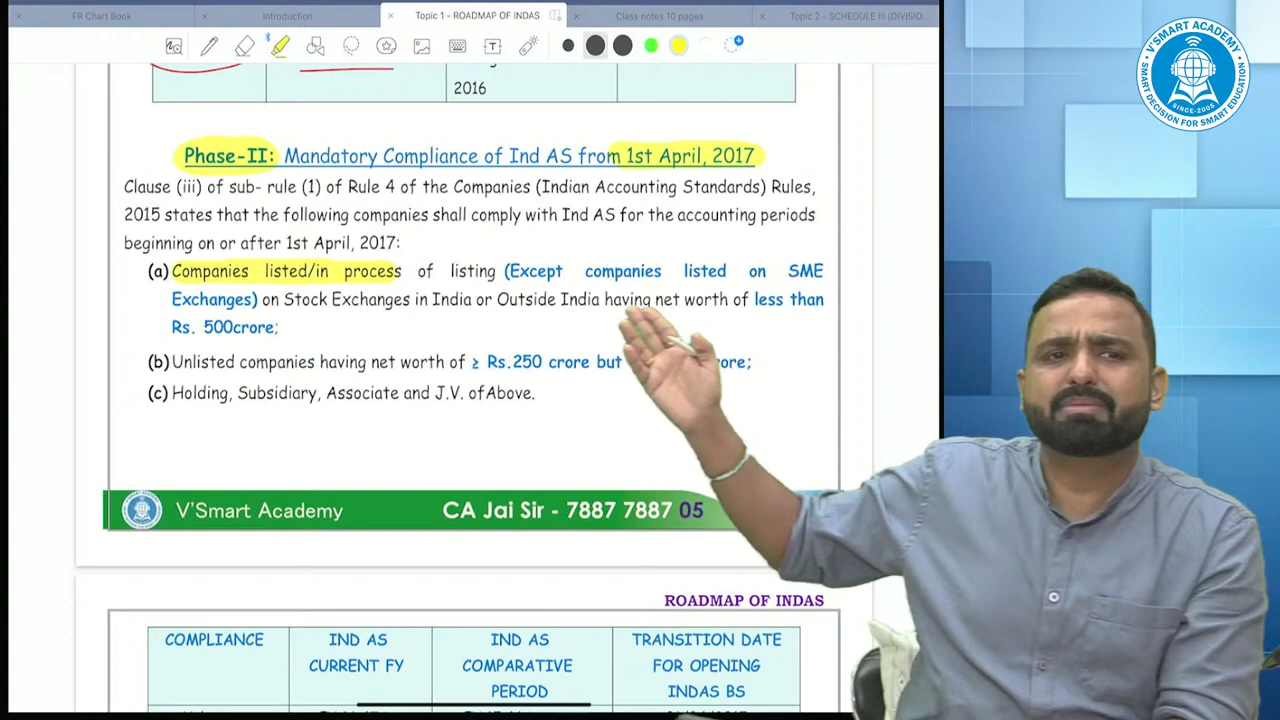 FR Chart Book
Introduction
Topic 1 - ROADMAP OF INDAS
Class notes 10 pages
Topic 2 - SCHEDULE III (DIVISIO...
2016
Phase-II: Mandatory Compliance of Ind AS from 1st April, 2017
Clause (iii) of sub- rule (1) of Rule 4 of the Companies (Indian Accounting Standards) Rules,
2015 states that the following companies shall comply with Ind AS for the accounting periods
beginning on or after 1st April, 2017:
(a) Companies listed/in process of listing (Except companies listed on SME
Exchanges) on Stock Exchanges in India or Outside India having net worth of less than
Rs. 500crore;
(b) Unlisted companies having net worth of ≥ Rs.250 crore but
(c) Holding, Subsidiary, Associate and J.V. ofAbove.
V'Smart Academy
CA Jai Sir - 7887 7887 05
ROADMAP OF INDAS
COMPLIANCE IND AS IND AS TRANSITION DATE
CURRENT FY COMPARATIVE FOR OPENING
PERIOD INDAS BS
V'SMART ACADEMY
SMART DECISION FOR SMART EDUCATION
SINCE-2005